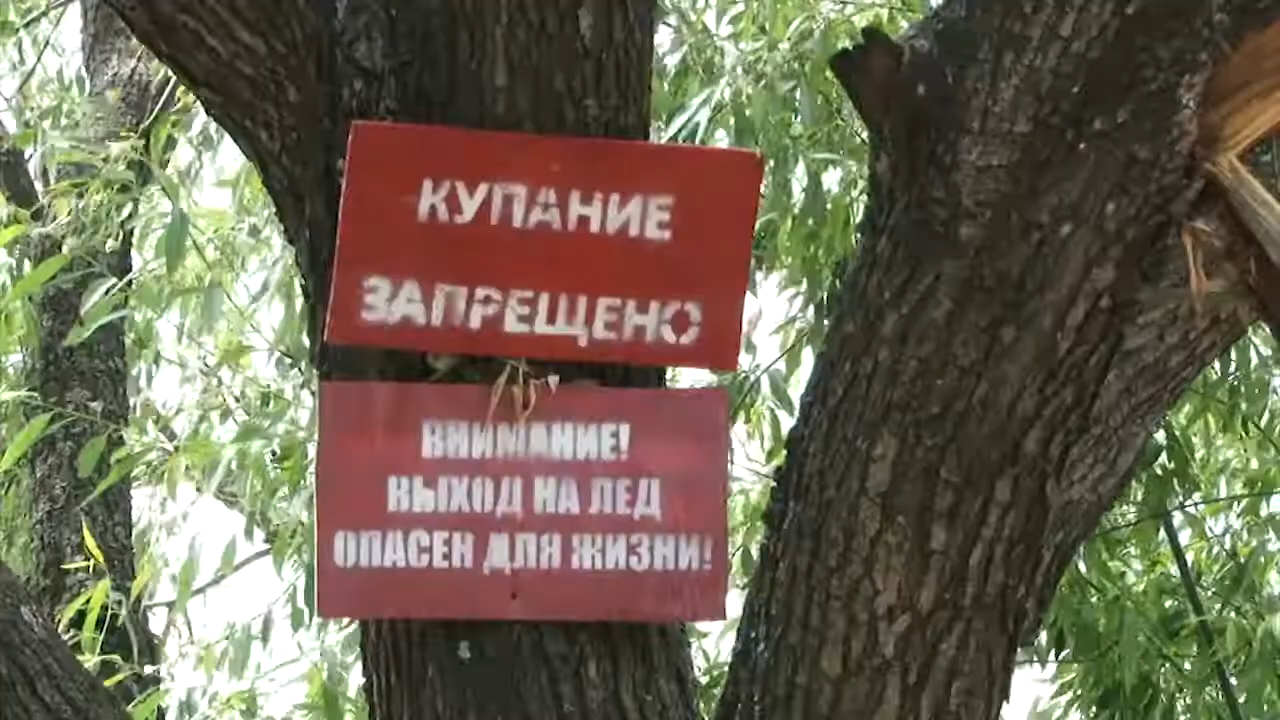 КУПАНИЕ
ЗАПРЕЩЕНО
ВНИМАНИЕ!
ВЫХОД НА ЛЕД
ОПАСЕН ДЛЯ ЖИЗНИ!